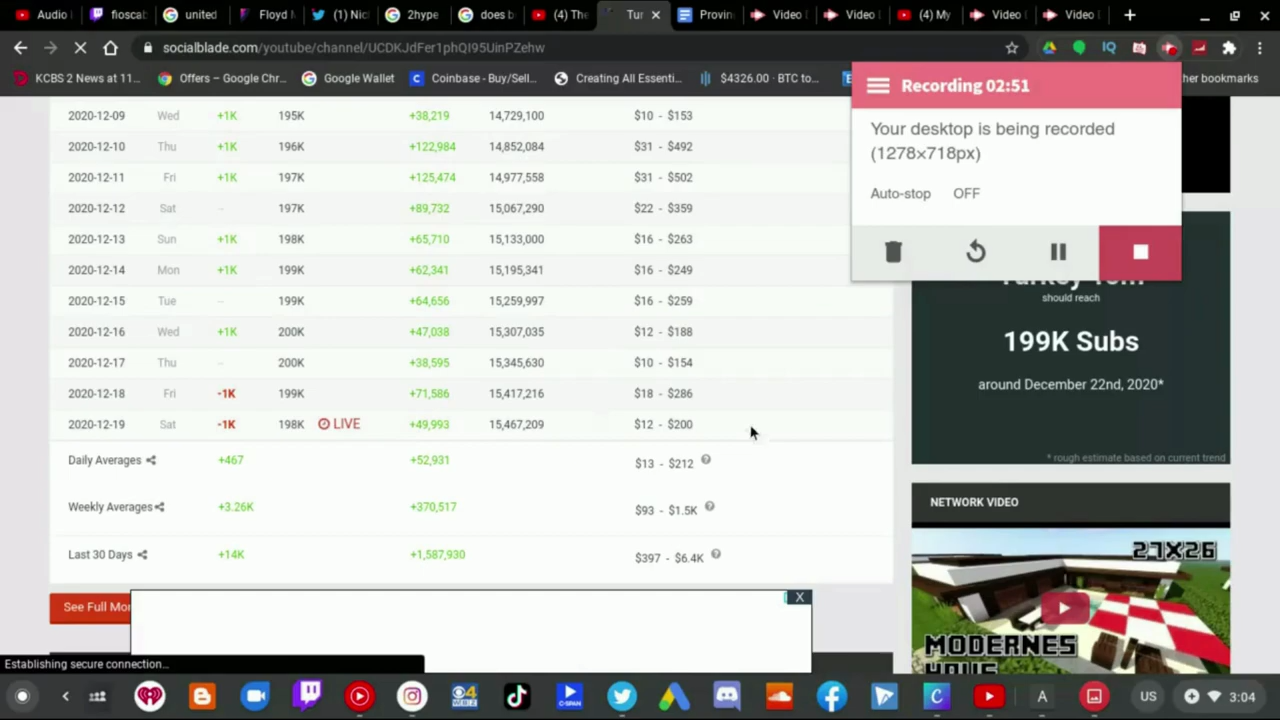 Audio
fioscab
united
Floyd M
(1) Nic
2hype
does b
(4) The
Tur
Provin
Video
Video
(4) My
Video
Video
socialblade.com/youtube/channel/UCDKJdFer1phQI95UinPZehw
KCBS 2 News at 11...
Offers – Google Chr...
Google Wallet
Coinbase - Buy/Sell...
Creating All Essenti...
$4326.00 · BTC to...
her bookmarks
Recording 02:51
Your desktop is being recorded
(1278×718px)
Auto-stop OFF
2020-12-09 Wed +1K 195K +38,219 14,729,100 $10 - $153
2020-12-10 Thu +1K 196K +122,984 14,852,084 $31 - $492
2020-12-11 Fri +1K 197K +125,474 14,977,558 $31 - $502
2020-12-12 Sat -- 197K +89,732 15,067,290 $22 - $359
2020-12-13 Sun +1K 198K +65,710 15,133,000 $16 - $263
2020-12-14 Mon +1K 199K +62,341 15,195,341 $16 - $249
2020-12-15 Tue -- 199K +64,656 15,259,997 $16 - $259
2020-12-16 Wed +1K 200K +47,038 15,307,035 $12 - $188
2020-12-17 Thu -- 200K +38,595 15,345,630 $10 - $154
2020-12-18 Fri -1K 199K +71,586 15,417,216 $18 - $286
2020-12-19 Sat -1K 198K LIVE +49,993 15,467,209 $12 - $200
Daily Averages +467 +52,931 $13 - $212
Weekly Averages +3.26K +370,517 $93 - $1.5K
Last 30 Days +14K +1,587,930 $397 - $6.4K
Turkey Tom
should reach
199K Subs
around December 22nd, 2020*
* rough estimate based on current trend
NETWORK VIDEO
27X26
MODERNES
HAUS
See Full Mon
X
Establishing secure connection...
US
3:04